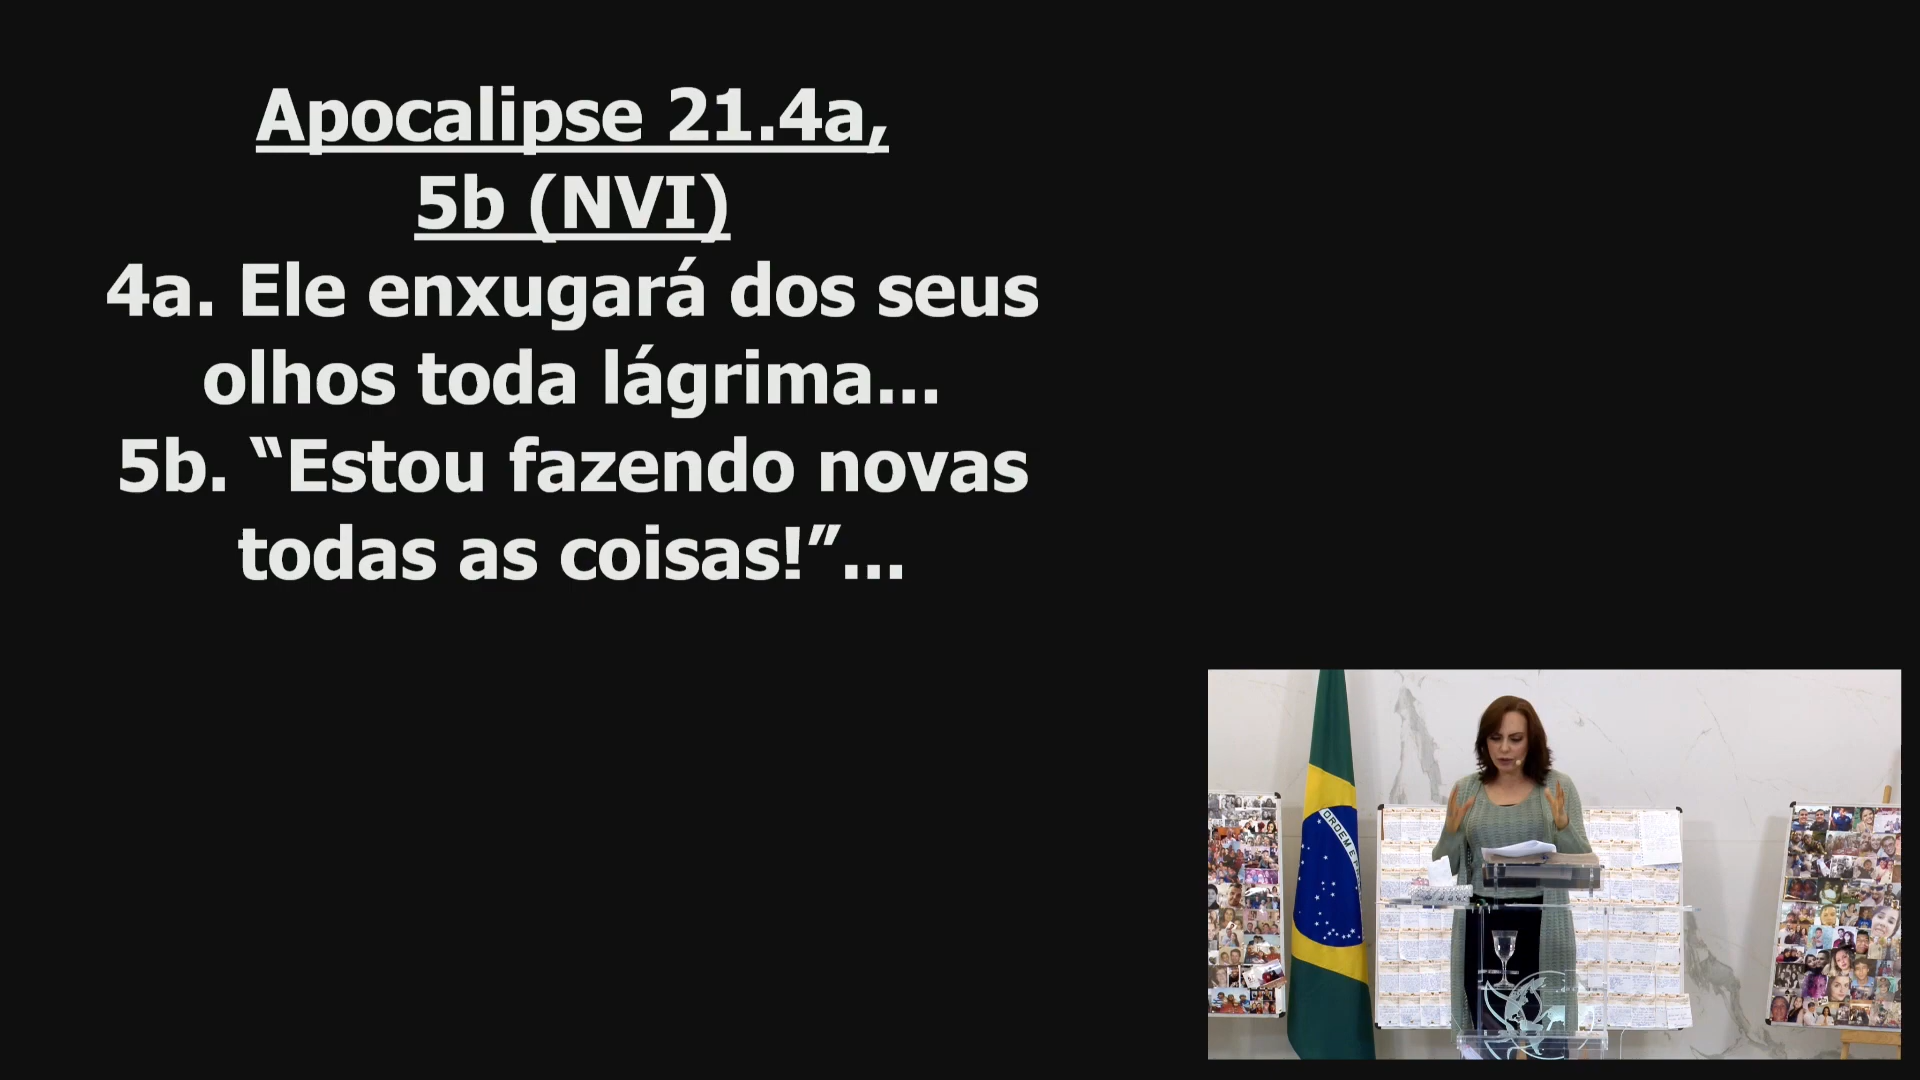 Apocalipse 21.4a,
5b (NVI)
4a. Ele enxugará dos seus
olhos toda lágrima...
5b. “Estou fazendo novas
todas as coisas!”...
ORDEM E